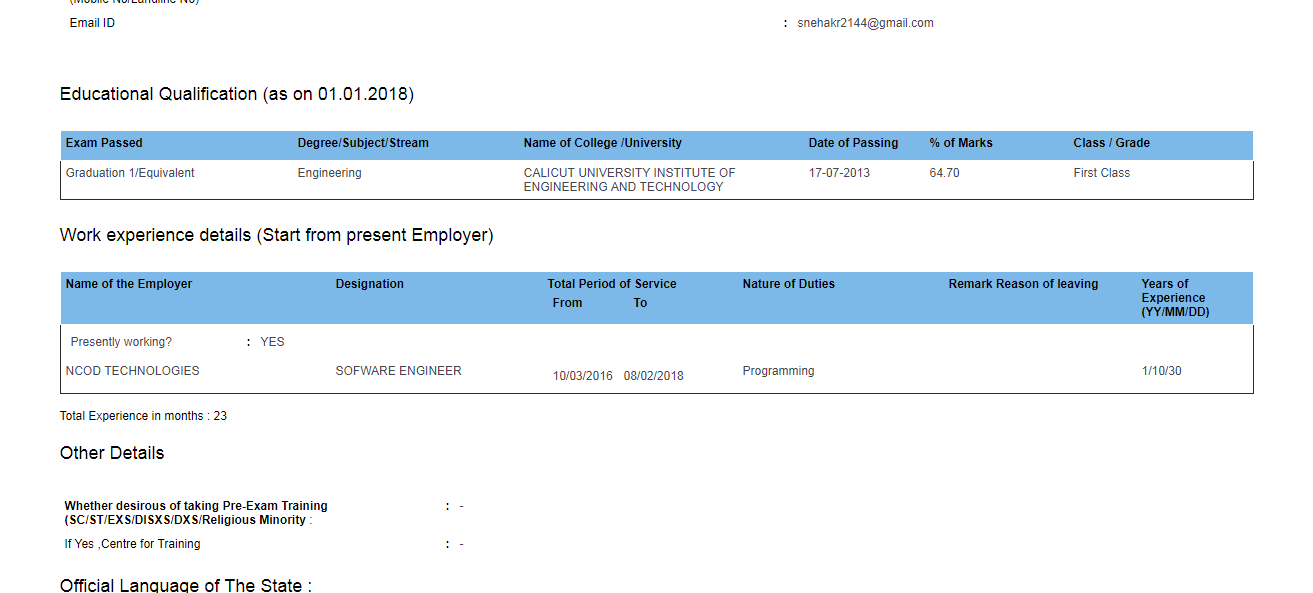 (Mobile No/Landline No)
Email ID : snehakr2144@gmail.com
Educational Qualification (as on 01.01.2018)
Exam Passed Degree/Subject/Stream Name of College /University Date of Passing % of Marks Class / Grade
Graduation 1/Equivalent Engineering CALICUT UNIVERSITY INSTITUTE OF 17-07-2013 64.70 First Class
ENGINEERING AND TECHNOLOGY
Work experience details (Start from present Employer)
Name of the Employer Designation Total Period of Service Nature of Duties Remark Reason of leaving Years of
From To Experience
(YY/MM/DD)
Presently working? : YES
NCOD TECHNOLOGIES SOFWARE ENGINEER 10/03/2016 08/02/2018 Programming 1/10/30
Total Experience in months : 23
Other Details
Whether desirous of taking Pre-Exam Training : -
(SC/ST/EXS/DISXS/DXS/Religious Minority :
If Yes ,Centre for Training : -
Official Language of The State :